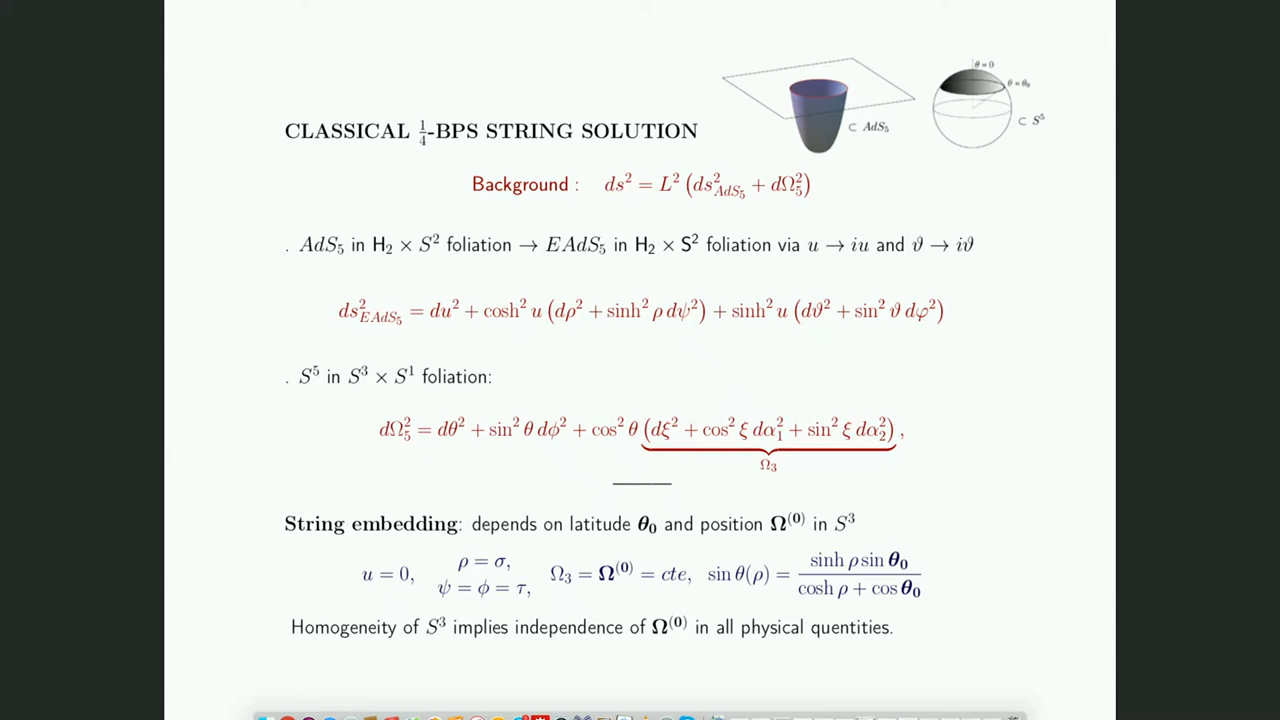 θ = 0
θ = θ₀
⊂ AdS₅
⊂ S⁵
CLASSICAL ¼-BPS STRING SOLUTION
Background : ds² = L² (ds²_{AdS₅} + dΩ₅²)
. AdS₅ in H₂ × S² foliation → EAdS₅ in H₂ × S² foliation via u → iu and ϑ → iϑ
ds²_{EAdS₅} = du² + cosh² u (dρ² + sinh² ρ dψ²) + sinh² u (dϑ² + sin² ϑ dφ²)
. S⁵ in S³ × S¹ foliation:
dΩ₅² = dθ² + sin² θ dϕ² + cos² θ (dξ² + cos² ξ dα₁² + sin² ξ dα₂²) ,
Ω₃
String embedding: depends on latitude θ₀ and position Ω⁽⁰⁾ in S³
u = 0, ρ = σ, ψ = ϕ = τ, Ω₃ = Ω⁽⁰⁾ = cte, sin θ(ρ) = (sinh ρ sin θ₀)/(cosh ρ + cos θ₀)
Homogeneity of S³ implies independence of Ω⁽⁰⁾ in all physical quentities.